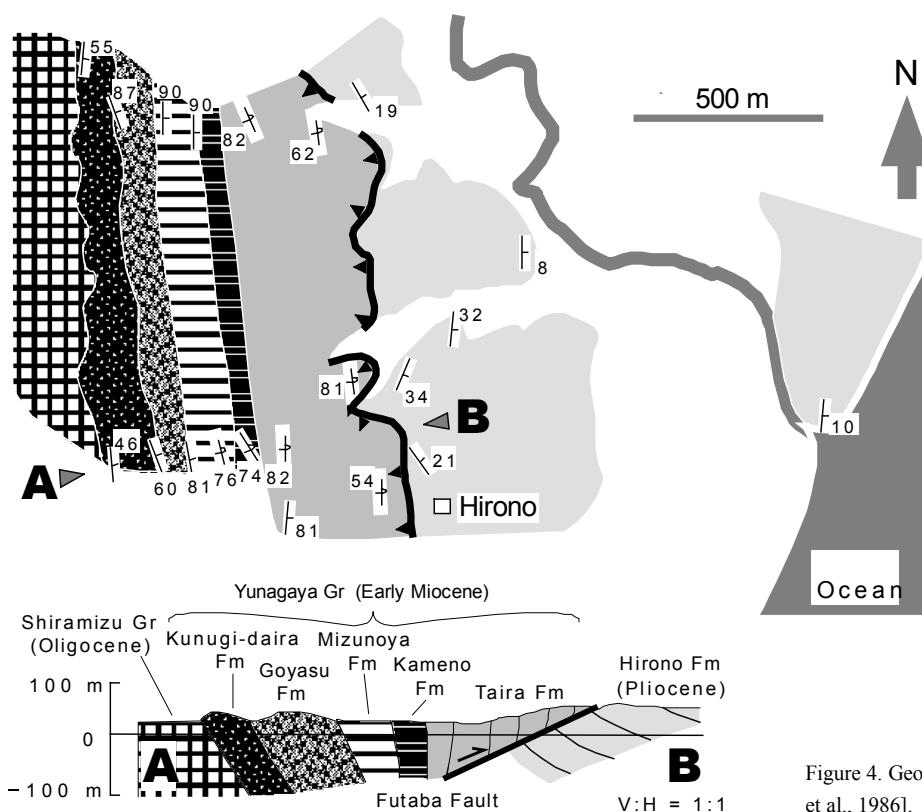 55
N
87
90
90
500 m
82
62
19
8
32
81
34
B
46
21
10
A
60 81 76 74 82
54
Hirono
81
Ocean
Yunagaya Gr (Early Miocene)
Shiramizu Gr
(Oligocene)
Kunugi-daira
Fm
Goyasu
Fm
Mizunoya
Fm
Kameno
Fm
Taira Fm
Hirono Fm
(Pliocene)
100 m
0
A
B
−100 m
Futaba Fault
V:H = 1:1
Figure 4. Geo
et al., 1986].